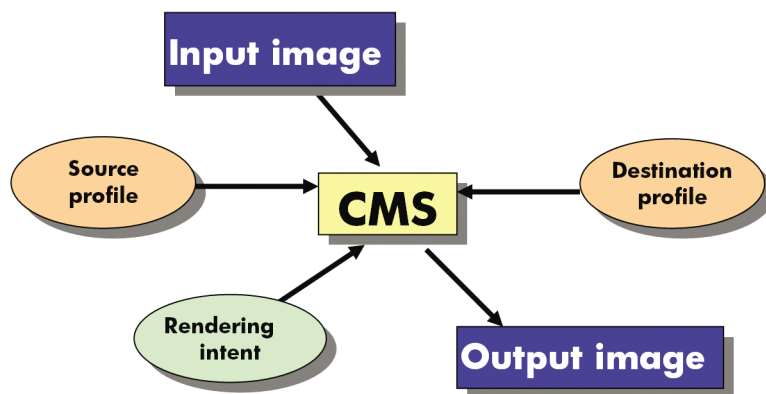 Input image
Source
profile
CMS
Destination
profile
Rendering
intent
Output image